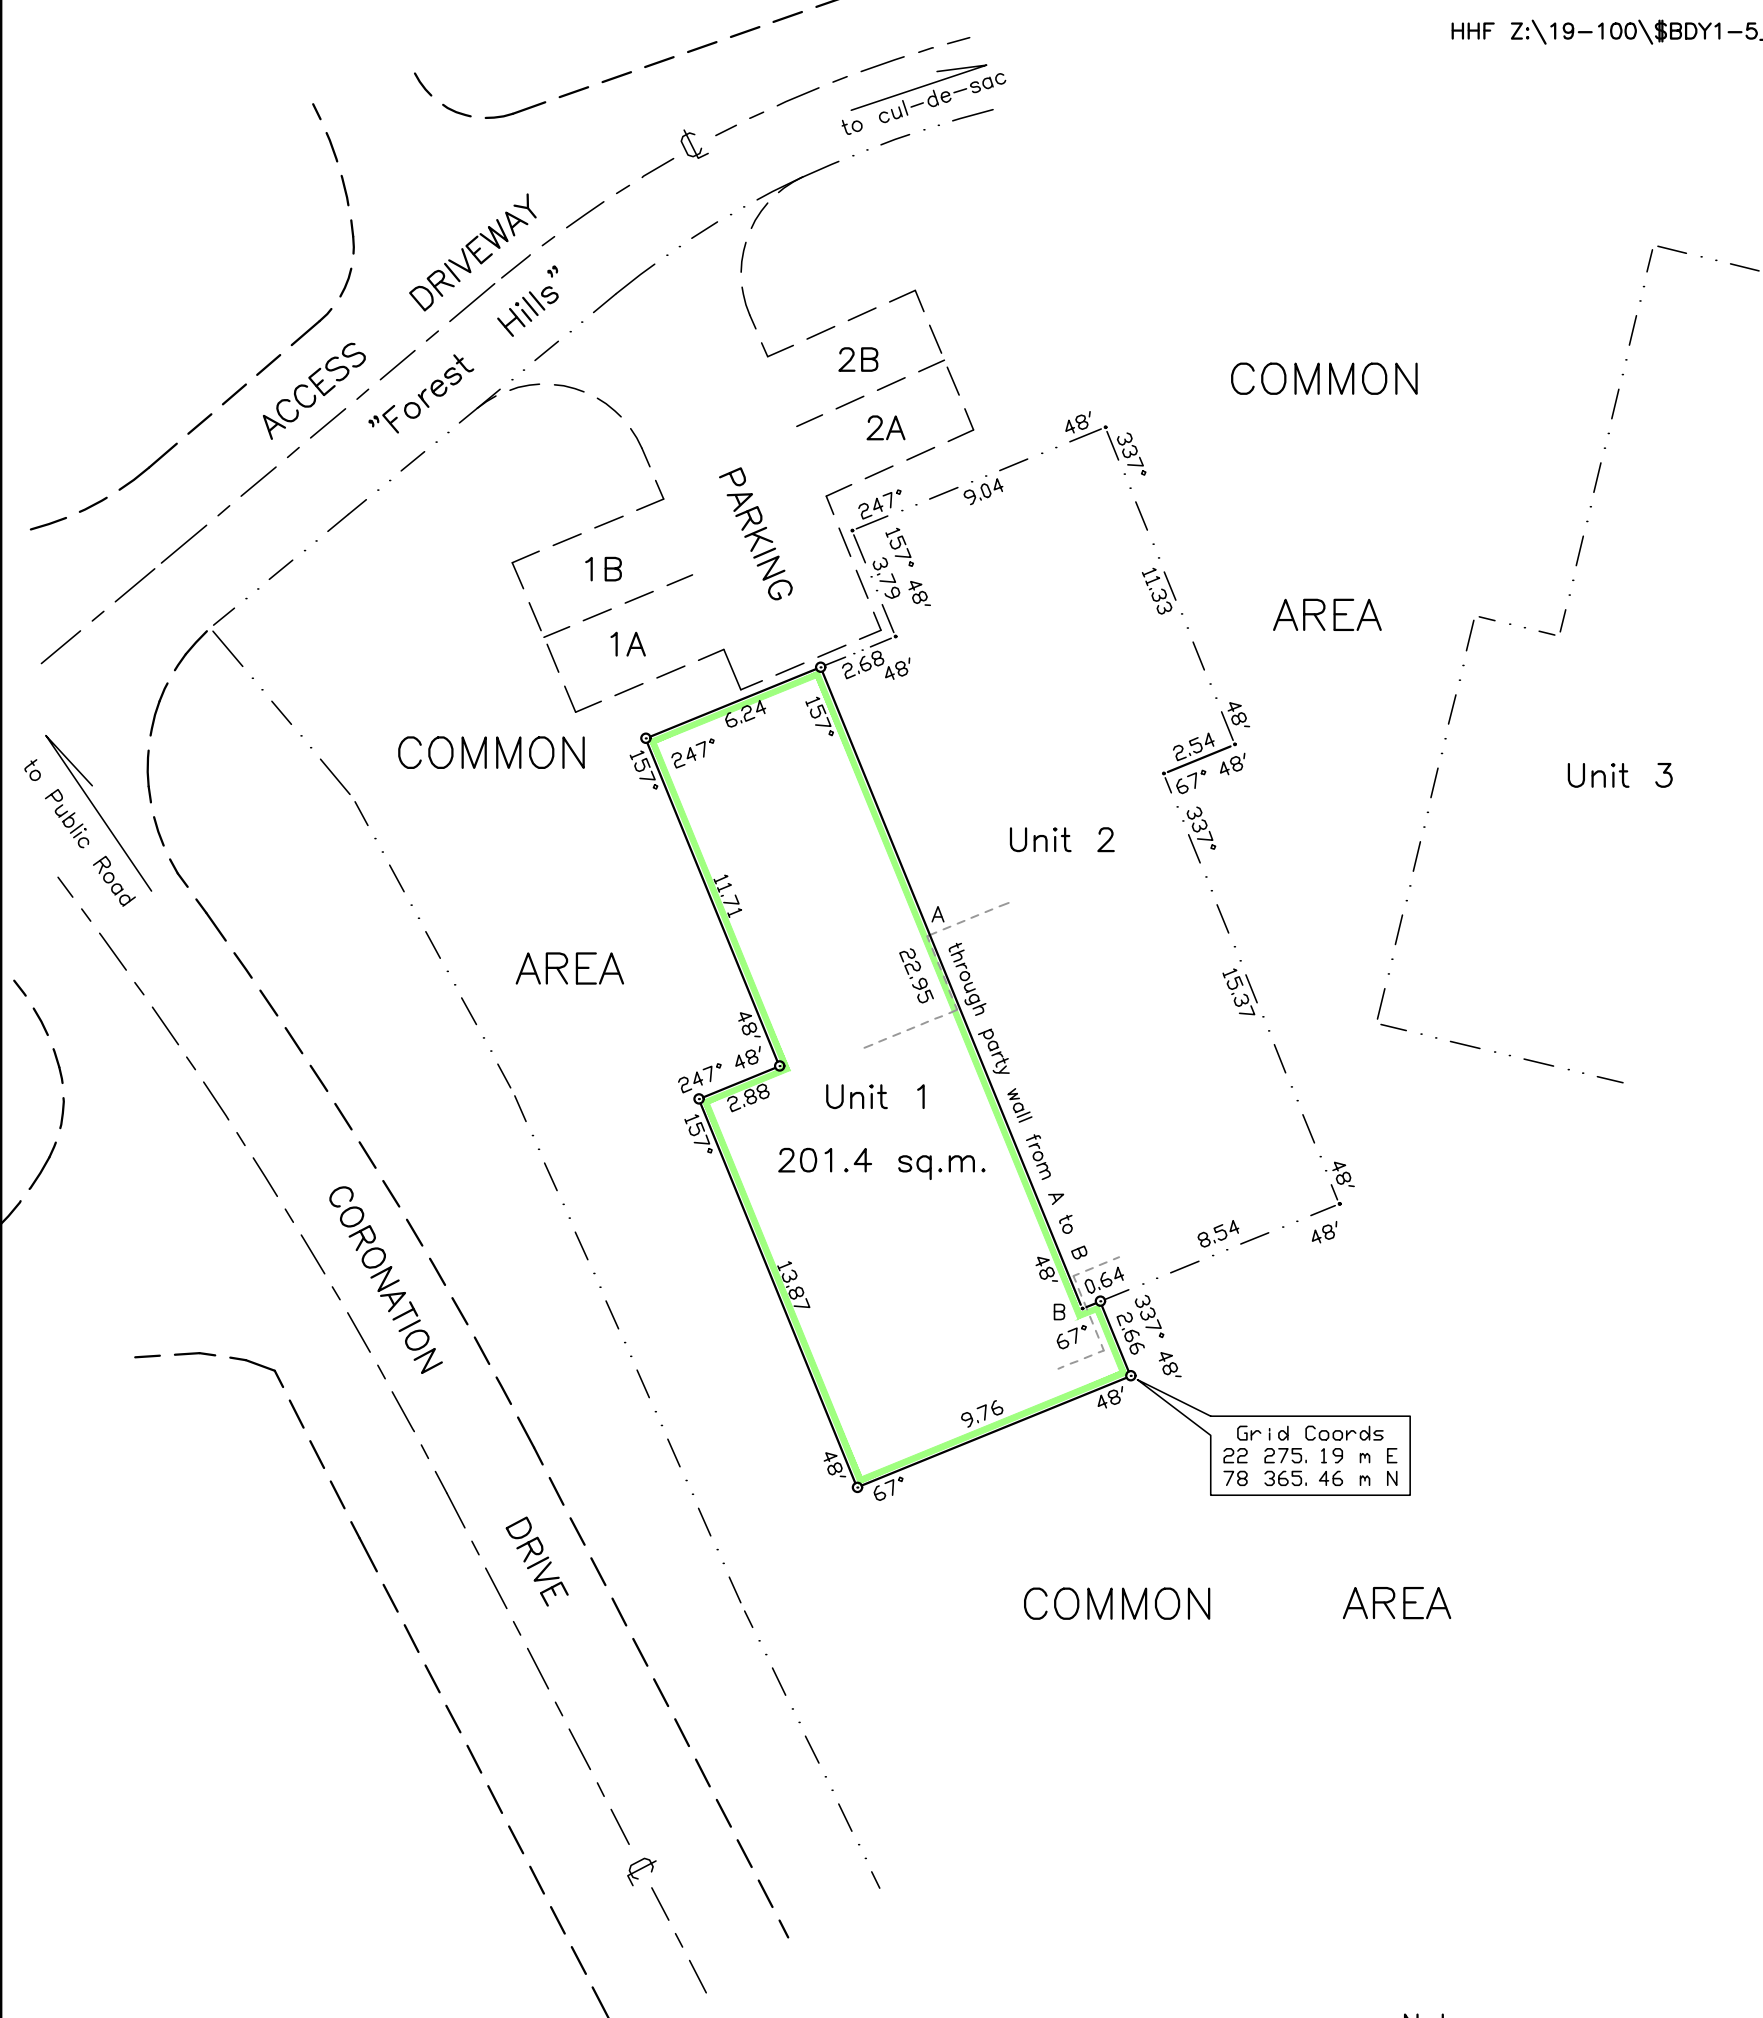 HHF Z:\19-100\$BDY1-5_
to cul-de-sac
℄
ACCESS DRIVEWAY
"Forest Hills"
2B
2A
COMMON
48'
337°
247°
9.04
157° 48'
3.79
PARKING
1B
1A
11.33
AREA
2.68
48'
6.24
157°
247°
157°
COMMON
48'
2.54
67° 48'
337°
Unit 3
to Public Road
Unit 2
11.71
A
through party wall from A to B
22.95
AREA
15.37
48'
247° 48'
2.88
157°
Unit 1
201.4 sq.m.
48'
48'
8.54
48'
0.64
B
67°
337° 48'
2.66
13.87
CORONATION
9.76
48'
48'
67°
Grid Coords
22 275.19 m E
78 365.46 m N
DRIVE
COMMON AREA
℄